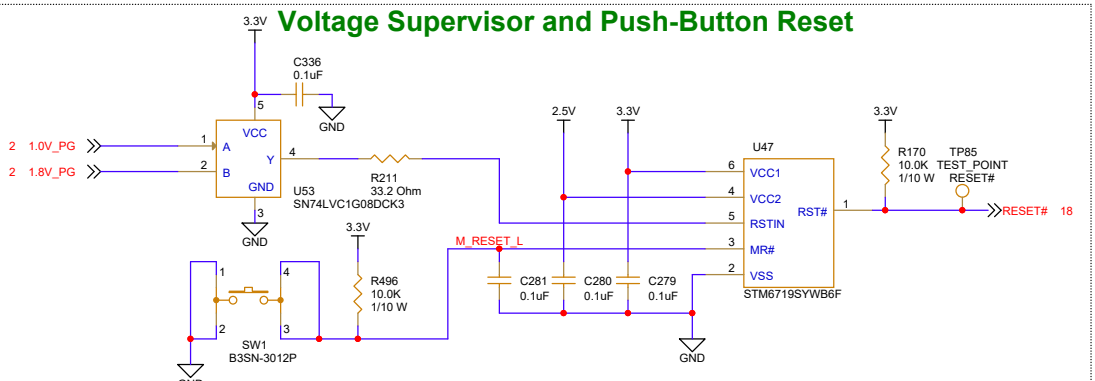 Voltage Supervisor and Push-Button Reset
3.3V
C336
0.1uF
5
GND
VCC
2 1.0V_PG
1
A
Y
4
2 1.8V_PG
2
B
GND
3
GND
R211
33.2 Ohm
U53
SN74LVC1G08DCK3
2.5V
3.3V
3.3V
U47
R170
10.0K
1/10 W
TP85
TEST_POINT
RESET#
6
VCC1
4
VCC2
5
RSTIN
3
MR#
2
VSS
RST#
1
RESET# 18
STM6719SYWB6F
3.3V
M_RESET_L
R496
10.0K
1/10 W
C281
0.1uF
C280
0.1uF
C279
0.1uF
1
4
2
3
SW1
B3SN-3012P
GND
GND